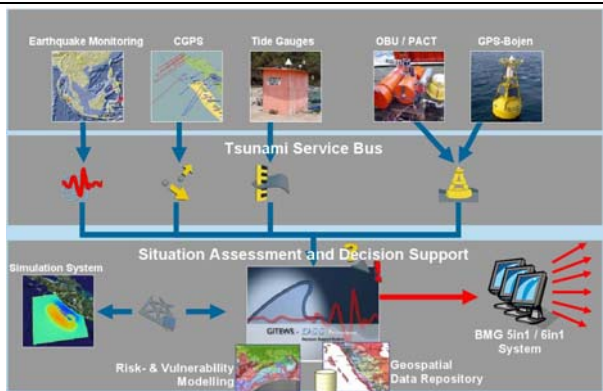 Earthquake Monitoring
CGPS
Tide Gauges
OBU / PACT
GPS-Bojen
Tsunami Service Bus
Situation Assessment and Decision Support
Simulation System
GITEWS
BMG 5in1 / 6in1
System
Risk- & Vulnerability
Modelling
Geospatial
Data Repository